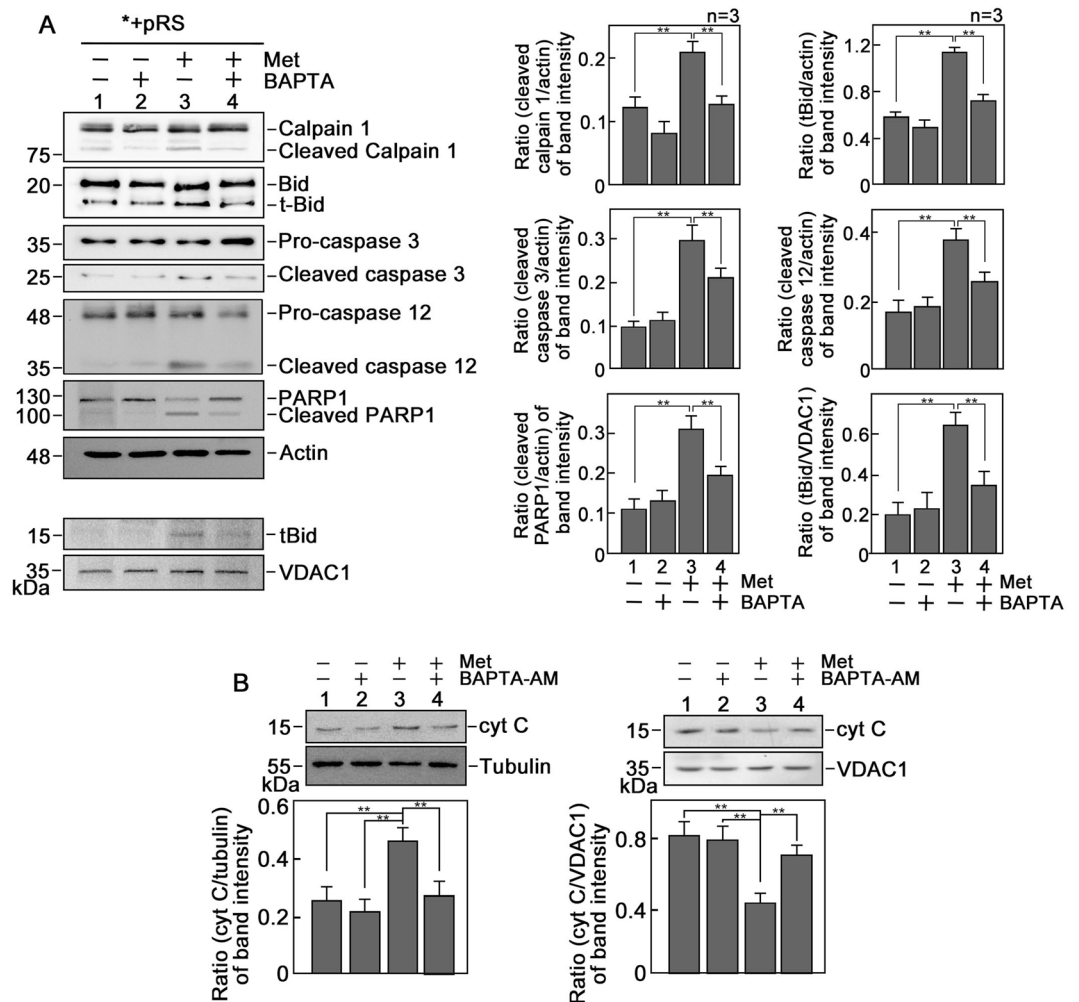 A
*+pRS
− − + + Met
− + − + BAPTA
1 2 3 4
Calpain 1
75 Cleaved Calpain 1
20 Bid
t-Bid
35 Pro-caspase 3
25 Cleaved caspase 3
48 Pro-caspase 12
35 Cleaved caspase 12
130 PARP1
100 Cleaved PARP1
48 Actin
15 tBid
35 VDAC1
kDa
n=3
Ratio (cleaved
calpain 1/actin)
of band intensity
0.2
0.1
0
** **
n=3
Ratio (tBid/actin)
of band intensity
1.2
0.8
0.4
0
** **
Ratio (cleaved
caspase 3/actin)
of band intensity
0.3
0.2
0.1
0
** **
Ratio (cleaved
caspase 12/actin)
of band intensity
0.4
0.2
0
** **
Ratio (cleaved
PARP1/actin) of
band intensity
0.3
0.2
0.1
0
** **
1 2 3 4
− − + + Met
− + − + BAPTA
Ratio (tBid/VDAC1)
of band intensity
0.6
0.4
0.2
0
** **
1 2 3 4
− − + + Met
− + − + BAPTA
B
− − + + Met
− + − + BAPTA-AM
1 2 3 4
15 cyt C
55 Tubulin
kDa
Ratio (cyt C/tubulin)
of band intensity
0.6
0.4
0.2
0
** ** **
− − + + Met
− + − + BAPTA-AM
1 2 3 4
15 cyt C
35 VDAC1
kDa
Ratio (cyt C/VDAC1)
of band intensity
0.8
0.4
0
** ** **